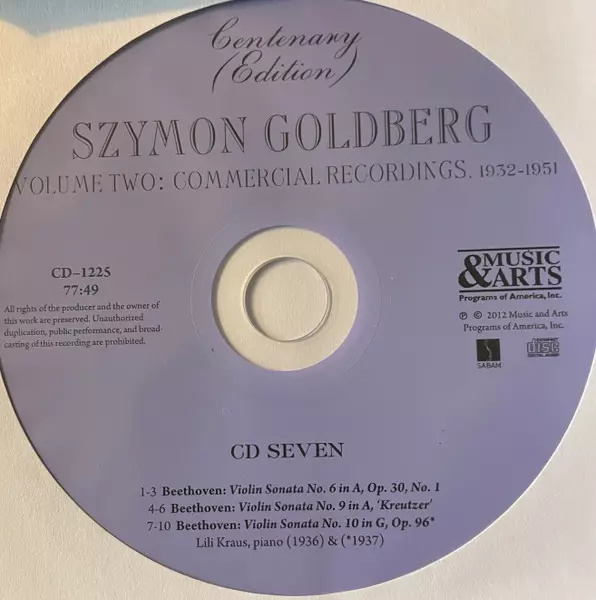 Centenary
(Edition)
SZYMON GOLDBERG
VOLUME TWO: COMMERCIAL RECORDINGS, 1932-1951
CD–1225
77:49
All rights of the producer and the owner of
this work are preserved. Unauthorized
duplication, public performance, and broad-
casting of this recording are prohibited.
MUSIC
&ARTS
Programs of America, Inc.
℗ © 2012 Music and Arts
Programs of America, Inc.
SABAM
COMPACT
disc
DIGITAL AUDIO
CD SEVEN
1-3 Beethoven: Violin Sonata No. 6 in A, Op. 30, No. 1
4-6 Beethoven: Violin Sonata No. 9 in A, 'Kreutzer'
7-10 Beethoven: Violin Sonata No. 10 in G, Op. 96*
Lili Kraus, piano (1936) & (*1937)